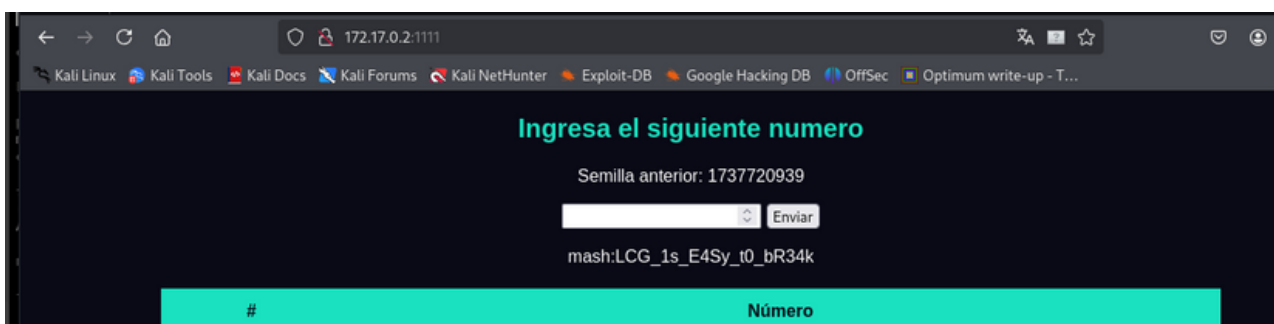 172.17.0.2:1111
Kali Linux Kali Tools Kali Docs Kali Forums Kali NetHunter Exploit-DB Google Hacking DB OffSec Optimum write-up - T...
Ingresa el siguiente numero
Semilla anterior: 1737720939
Enviar
mash:LCG_1s_E4Sy_t0_bR34k
# Número